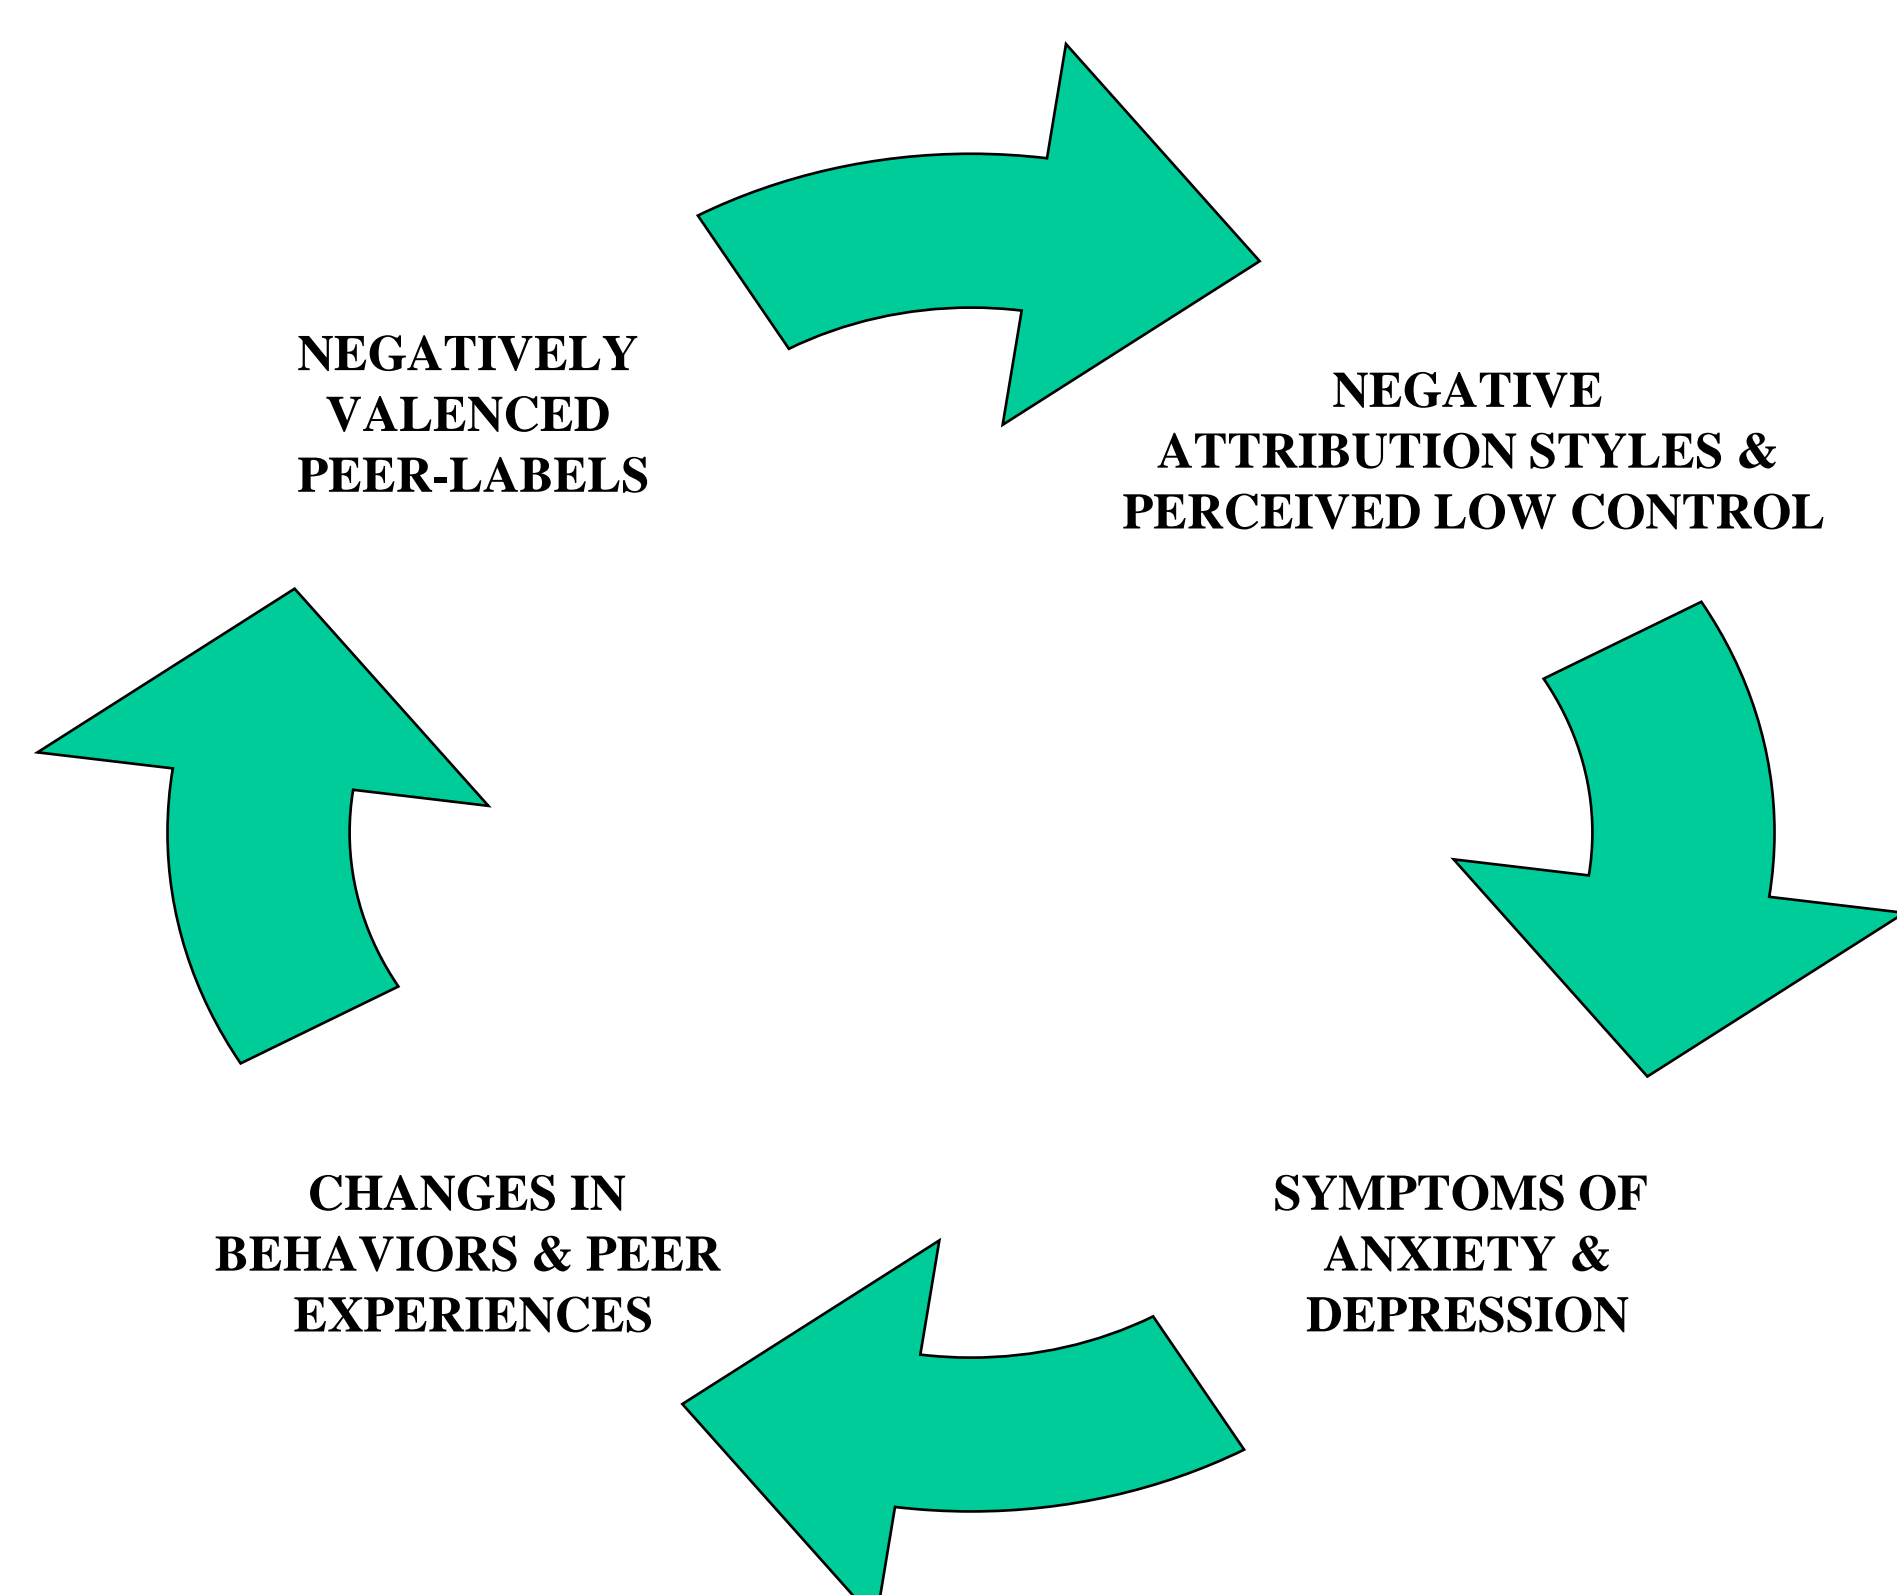 NEGATIVELY
VALENCED
PEER-LABELS
NEGATIVE
ATTRIBUTION STYLES &
PERCEIVED LOW CONTROL
SYMPTOMS OF
ANXIETY &
DEPRESSION
CHANGES IN
BEHAVIORS & PEER
EXPERIENCES